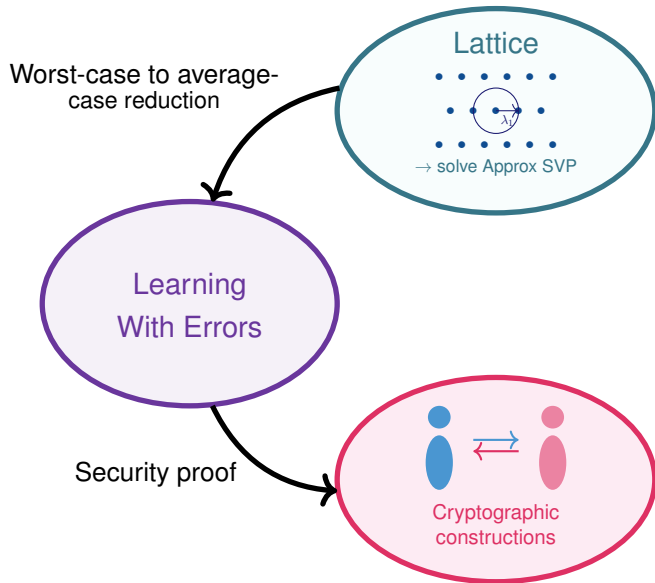 Lattice
λ₁
→ solve Approx SVP
Worst-case to average-
case reduction
Learning
With Errors
Security proof
Cryptographic
constructions